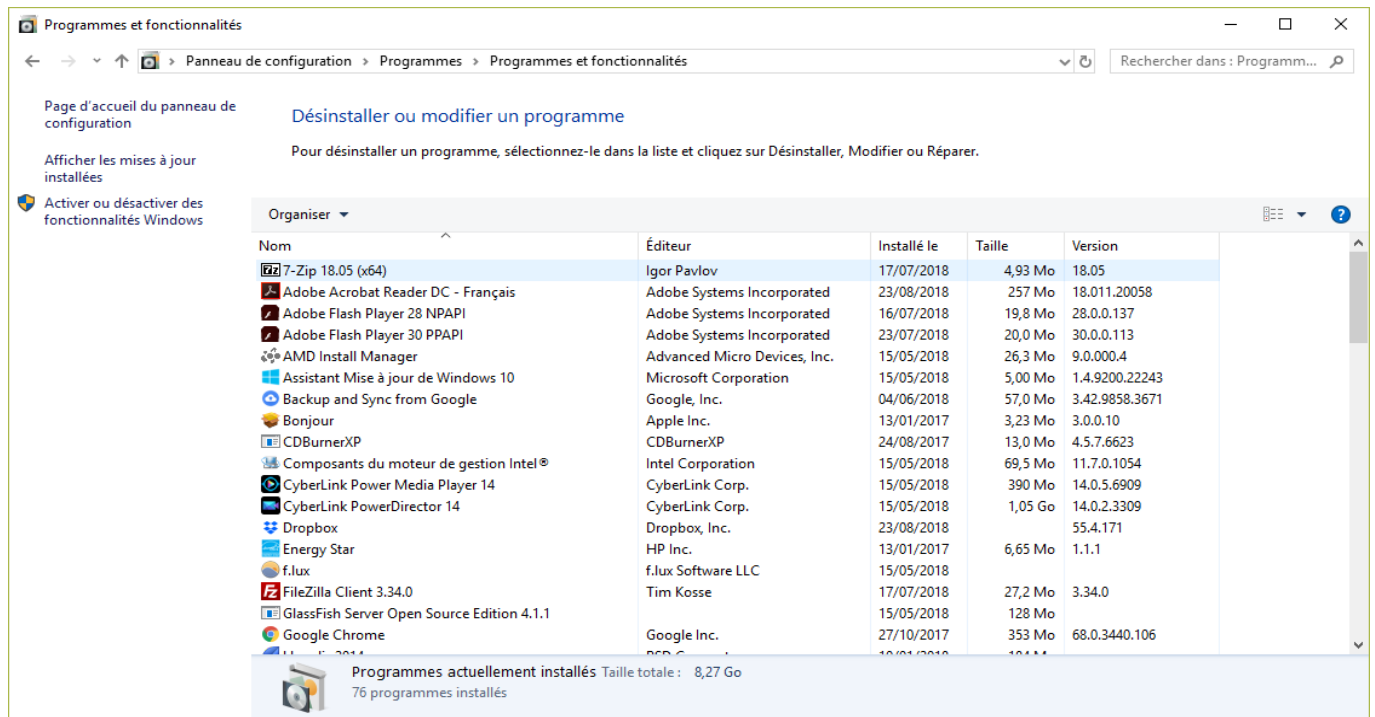 Programmes et fonctionnalités
Panneau de configuration > Programmes > Programmes et fonctionnalités
Rechercher dans : Programm...
Page d'accueil du panneau de
configuration
Afficher les mises à jour
installées
Activer ou désactiver des
fonctionnalités Windows
Désinstaller ou modifier un programme
Pour désinstaller un programme, sélectionnez-le dans la liste et cliquez sur Désinstaller, Modifier ou Réparer.
Organiser
Nom Éditeur Installé le Taille Version
7-Zip 18.05 (x64) Igor Pavlov 17/07/2018 4,93 Mo 18.05
Adobe Acrobat Reader DC - Français Adobe Systems Incorporated 23/08/2018 257 Mo 18.011.20058
Adobe Flash Player 28 NPAPI Adobe Systems Incorporated 16/07/2018 19,8 Mo 28.0.0.137
Adobe Flash Player 30 PPAPI Adobe Systems Incorporated 23/07/2018 20,0 Mo 30.0.0.113
AMD Install Manager Advanced Micro Devices, Inc. 15/05/2018 26,3 Mo 9.0.000.4
Assistant Mise à jour de Windows 10 Microsoft Corporation 15/05/2018 5,00 Mo 1.4.9200.22243
Backup and Sync from Google Google, Inc. 04/06/2018 57,0 Mo 3.42.9858.3671
Bonjour Apple Inc. 13/01/2017 3,23 Mo 3.0.0.10
CDBurnerXP CDBurnerXP 24/08/2017 13,0 Mo 4.5.7.6623
Composants du moteur de gestion Intel® Intel Corporation 15/05/2018 69,5 Mo 11.7.0.1054
CyberLink Power Media Player 14 CyberLink Corp. 15/05/2018 390 Mo 14.0.5.6909
CyberLink PowerDirector 14 CyberLink Corp. 15/05/2018 1,05 Go 14.0.2.3309
Dropbox Dropbox, Inc. 23/08/2018 55.4.171
Energy Star HP Inc. 13/01/2017 6,65 Mo 1.1.1
f.lux f.lux Software LLC 15/05/2018
FileZilla Client 3.34.0 Tim Kosse 17/07/2018 27,2 Mo 3.34.0
GlassFish Server Open Source Edition 4.1.1 15/05/2018 128 Mo
Google Chrome Google Inc. 27/10/2017 353 Mo 68.0.3440.106
Programmes actuellement installés Taille totale : 8,27 Go
76 programmes installés